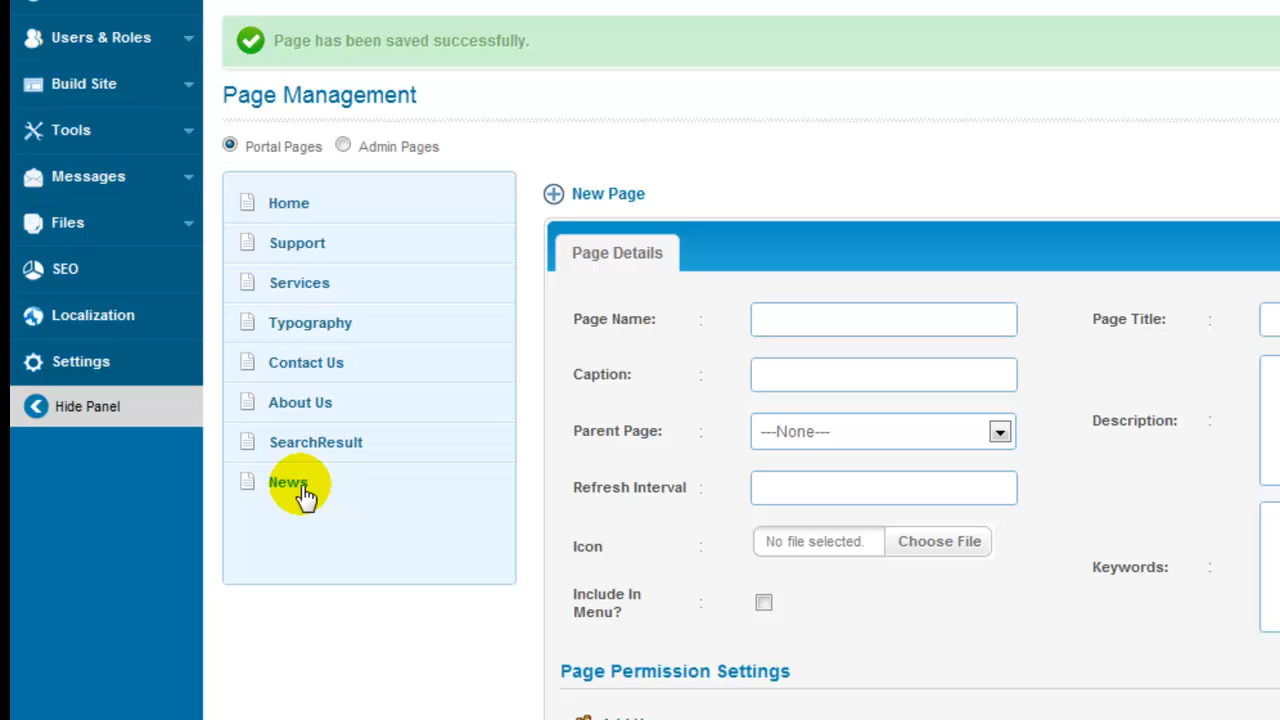 Users & Roles
Build Site
Tools
Messages
Files
SEO
Localization
Settings
Hide Panel
Page has been saved successfully.
Page Management
Portal Pages Admin Pages
Home
Support
Services
Typography
Contact Us
About Us
SearchResult
News
New Page
Page Details
Page Name: :
Page Title: :
Caption: :
Parent Page: : ---None---
Description: :
Refresh Interval :
Icon : No file selected. Choose File
Keywords: :
Include In
Menu? :
Page Permission Settings